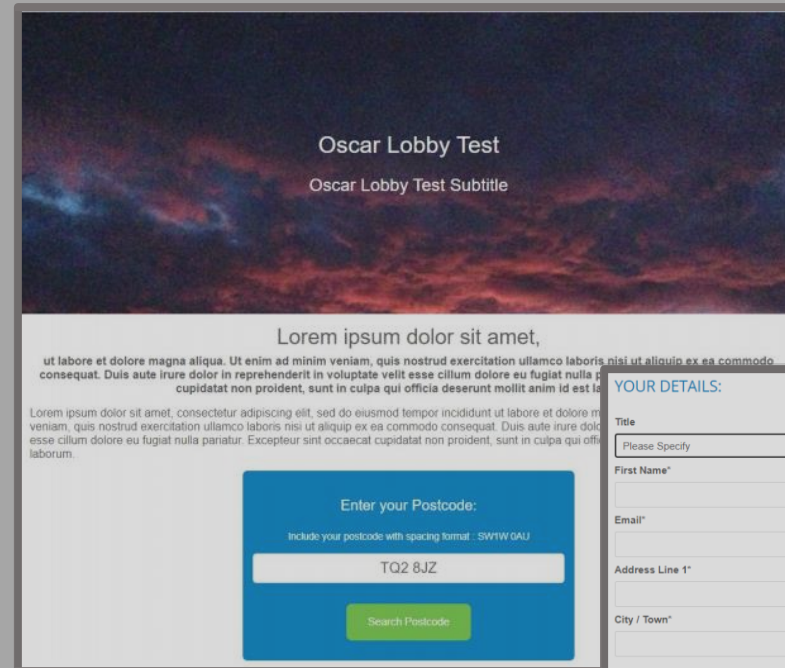 Oscar Lobby Test
Oscar Lobby Test Subtitle
Lorem ipsum dolor sit amet,
ut labore et dolore magna aliqua. Ut enim ad minim veniam, quis nostrud exercitation ullamco laboris nisi ut aliquip ex ea commodo
consequat. Duis aute irure dolor in reprehenderit in voluptate velit esse cillum dolore eu fugiat nulla
cupidatat non proident, sunt in culpa qui officia deserunt mollit anim id est
Lorem ipsum dolor sit amet, consectetur adipiscing elit, sed do eiusmod tempor incididunt ut labore et dolore
veniam, quis nostrud exercitation ullamco laboris nisi ut aliquip ex ea commodo consequat. Duis aute irure
esse cillum dolore eu fugiat nulla pariatur. Excepteur sint occaecat cupidatat non proident, sunt in culpa qui
laborum.
Enter your Postcode:
Include your postcode with spacing format : SW1W 0AU
TQ2 8JZ
Search Postcode
YOUR DETAILS:
Title
Please Specify
First Name*
Email*
Address Line 1*
City / Town*